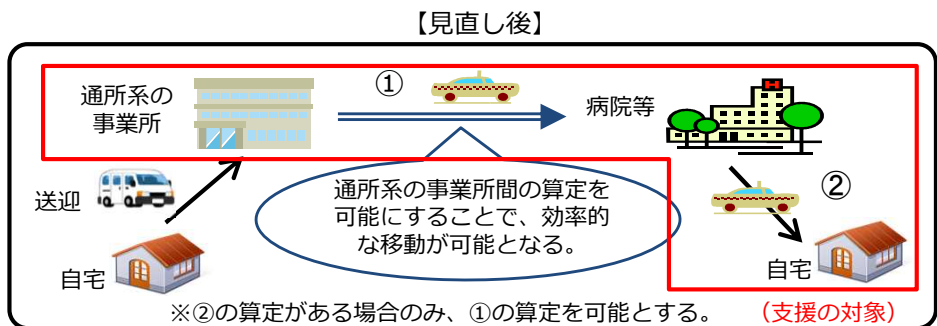 【見直し後】
通所系の
事業所
①
病院等
H
送迎
通所系の事業所間の算定を
可能にすることで、効率的
な移動が可能となる。
②
自宅
自宅
※②の算定がある場合のみ、①の算定を可能とする。
（支援の対象）